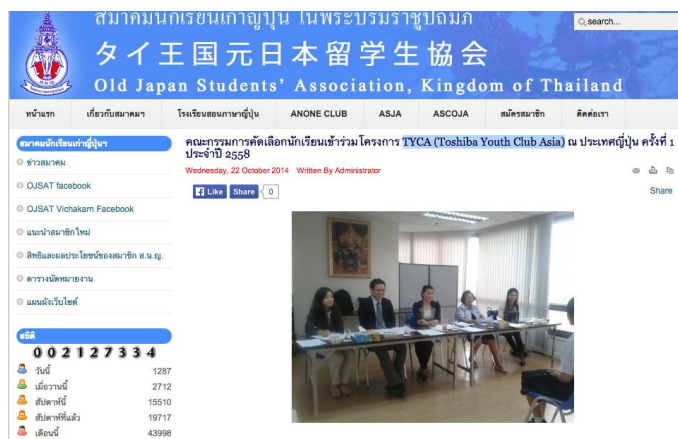 สมาคมนักเรียนเก่าญี่ปุ่น ในพระบรมราชูปถัมภ์
search...
タイ王国元日本留学生協会
Old Japan Students' Association, Kingdom of Thailand
หน้าแรก เกี่ยวกับสมาคมฯ โรงเรียนสอนภาษาญี่ปุ่น ANONE CLUB ASJA ASCOJA สมัครสมาชิก ติดต่อเรา
สมาคมนักเรียนเก่าญี่ปุ่นฯ
ข่าวสมาคม
OJSAT facebook
OJSAT Vichakarn Facebook
แนะนำสมาชิกใหม่
สิทธิและผลประโยชน์ของสมาชิก ส.น.ญ.
ตารางนัดหมายงาน
แผนผังเว็บไซต์
สถิติ
002127334
วันนี้ 1287
เมื่อวานนี้ 2712
สัปดาห์นี้ 15510
สัปดาห์ที่แล้ว 19717
เดือนนี้ 43998
คณะกรรมการคัดเลือกนักเรียนเข้าร่วมโครงการ TYCA (Toshiba Youth Club Asia) ณ ประเทศญี่ปุ่น ครั้งที่ 1
ประจำปี 2558
Wednesday, 22 October 2014 Written By Administrator
Like Share 0
Share